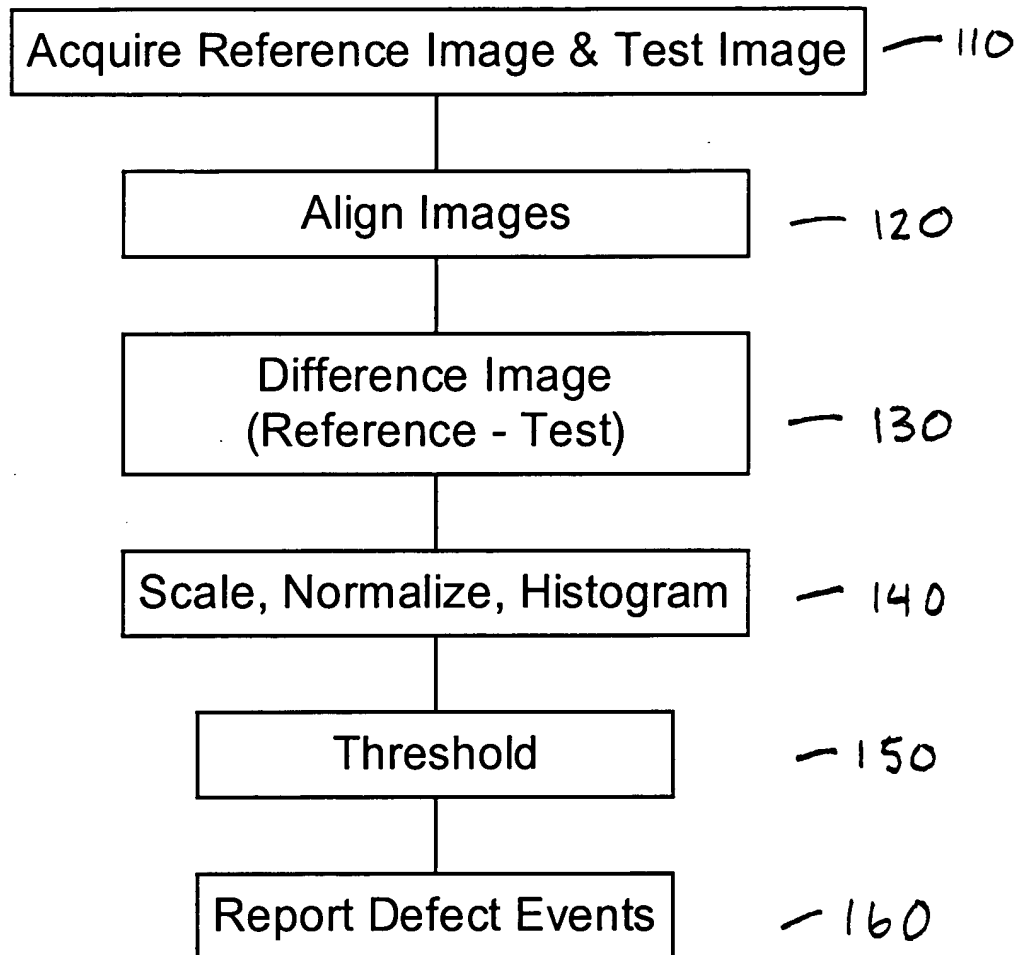 Acquire Reference Image & Test Image 110
Align Images 120
Difference Image
(Reference - Test) 130
Scale, Normalize, Histogram 140
Threshold 150
Report Defect Events 160